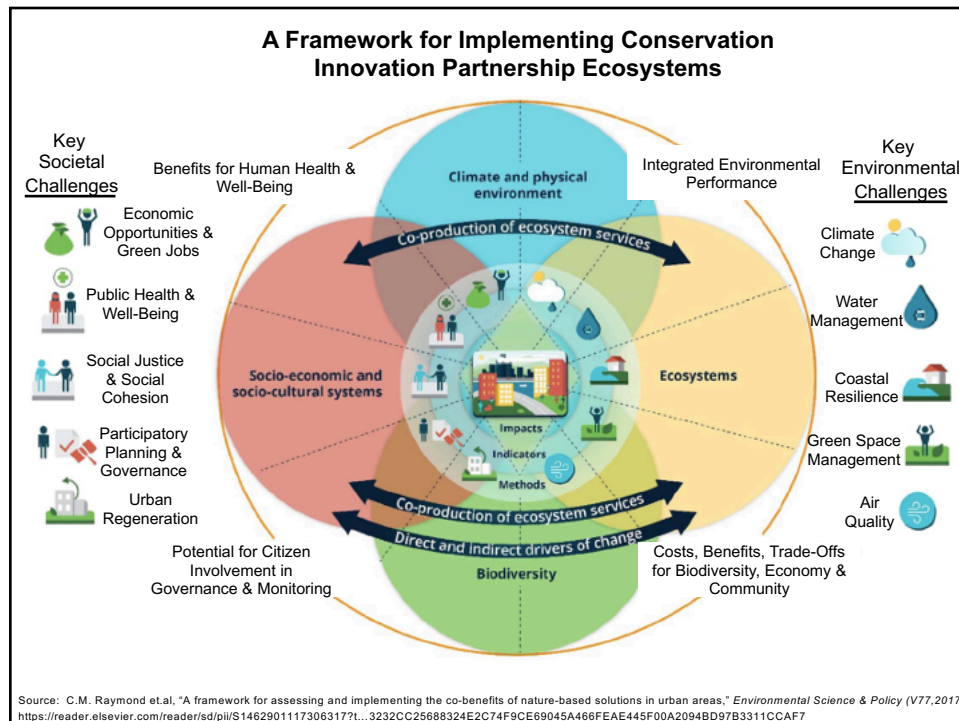 A Framework for Implementing Conservation
Innovation Partnership Ecosystems
Key
Societal
Challenges
Economic
Opportunities &
Green Jobs
Public Health &
Well-Being
Social Justice
& Social
Cohesion
Participatory
Planning &
Governance
Urban
Regeneration
Benefits for Human Health &
Well-Being
Integrated Environmental
Performance
Climate and physical
environment
Co-production of ecosystem services
Socio-economic and
socio-cultural systems
Ecosystems
Impacts
Indicators
Methods
Co-production of ecosystem services
Direct and indirect drivers of change
Biodiversity
Potential for Citizen
Involvement in
Governance & Monitoring
Costs, Benefits, Trade-Offs
for Biodiversity, Economy &
Community
Key
Environmental
Challenges
Climate
Change
Water
Management
Coastal
Resilience
Green Space
Management
Air
Quality
Source: C.M. Raymond et.al, “A framework for assessing and implementing the co-benefits of nature-based solutions in urban areas,” Environmental Science & Policy (V77,2017
https://reader.elsevier.com/reader/sd/pii/S1462901117306317?t...3232CC25688324E2C74F9CE69045A466FEAE445F00A2094BD97B3311CCAF7